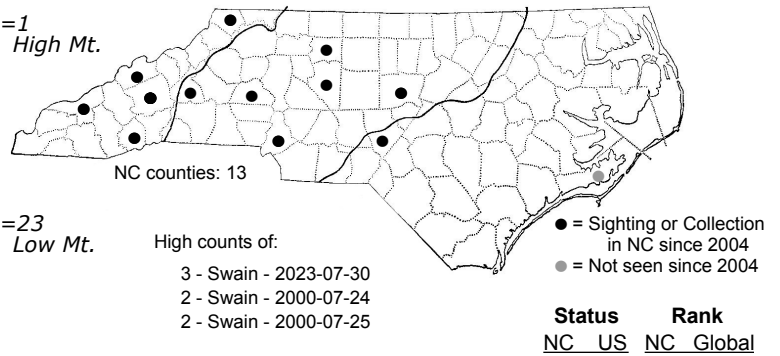 =1
High Mt.
NC counties: 13
=23
Low Mt.
High counts of:
3 - Swain - 2023-07-30
2 - Swain - 2000-07-24
2 - Swain - 2000-07-25
● = Sighting or Collection
in NC since 2004
● = Not seen since 2004
Status Rank
NC US NC Global